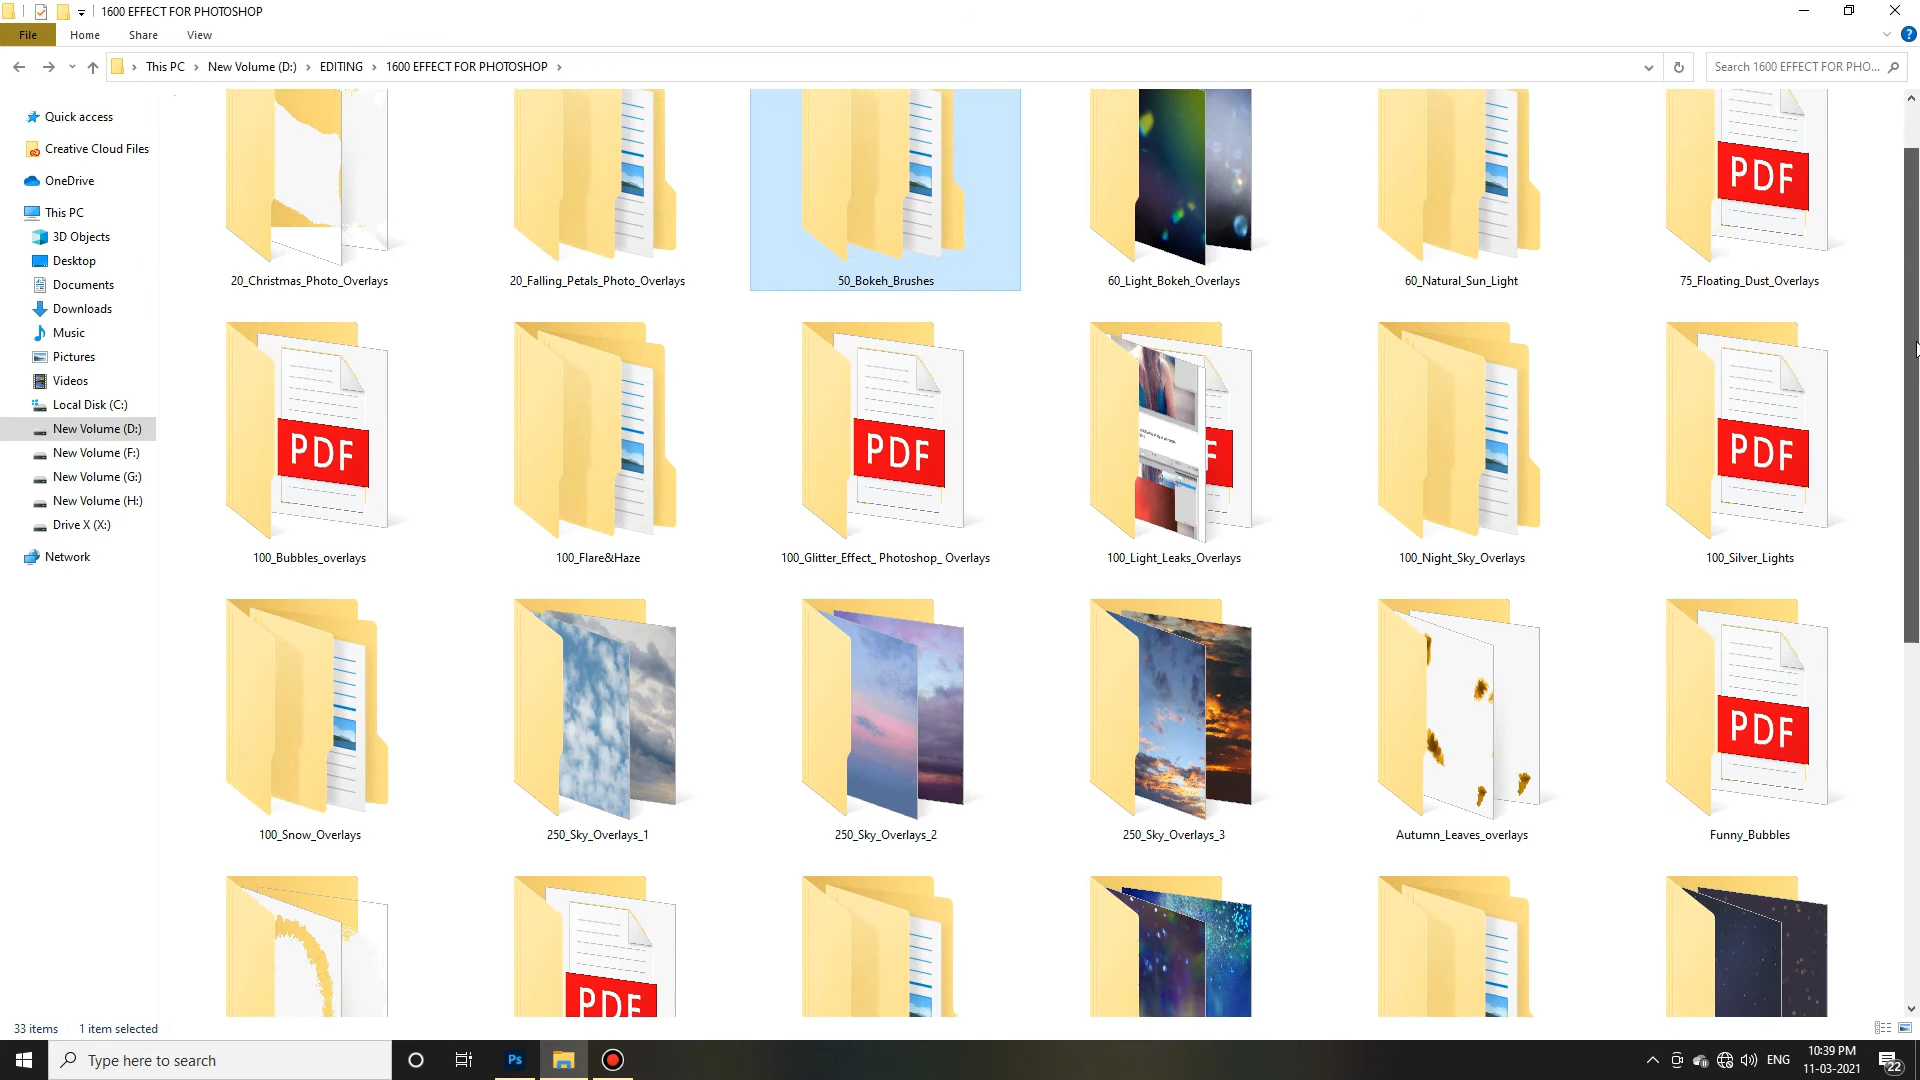 1600 EFFECT FOR PHOTOSHOP
File Home Share View
This PC New Volume (D:) EDITING 1600 EFFECT FOR PHOTOSHOP Search 1600 EFFECT FOR PHO...
Quick access
Creative Cloud Files
OneDrive
This PC
3D Objects
Desktop
Documents
Downloads
Music
Pictures
Videos
Local Disk (C:)
New Volume (D:)
New Volume (F:)
New Volume (G:)
New Volume (H:)
Drive X (X:)
Network
PDF
20_Christmas_Photo_Overlays 20_Falling_Petals_Photo_Overlays 50_Bokeh_Brushes 60_Light_Bokeh_Overlays 60_Natural_Sun_Light 75_Floating_Dust_Overlays
PDF PDF F PDF
100_Bubbles_overlays 100_Flare&Haze 100_Glitter_Effect_ Photoshop_ Overlays 100_Light_Leaks_Overlays 100_Night_Sky_Overlays 100_Silver_Lights
PDF
100_Snow_Overlays 250_Sky_Overlays_1 250_Sky_Overlays_2 250_Sky_Overlays_3 Autumn_Leaves_overlays Funny_Bubbles
PDF
33 items 1 item selected
Type here to search Ps ENG 10:39 PM
11-03-2021 22